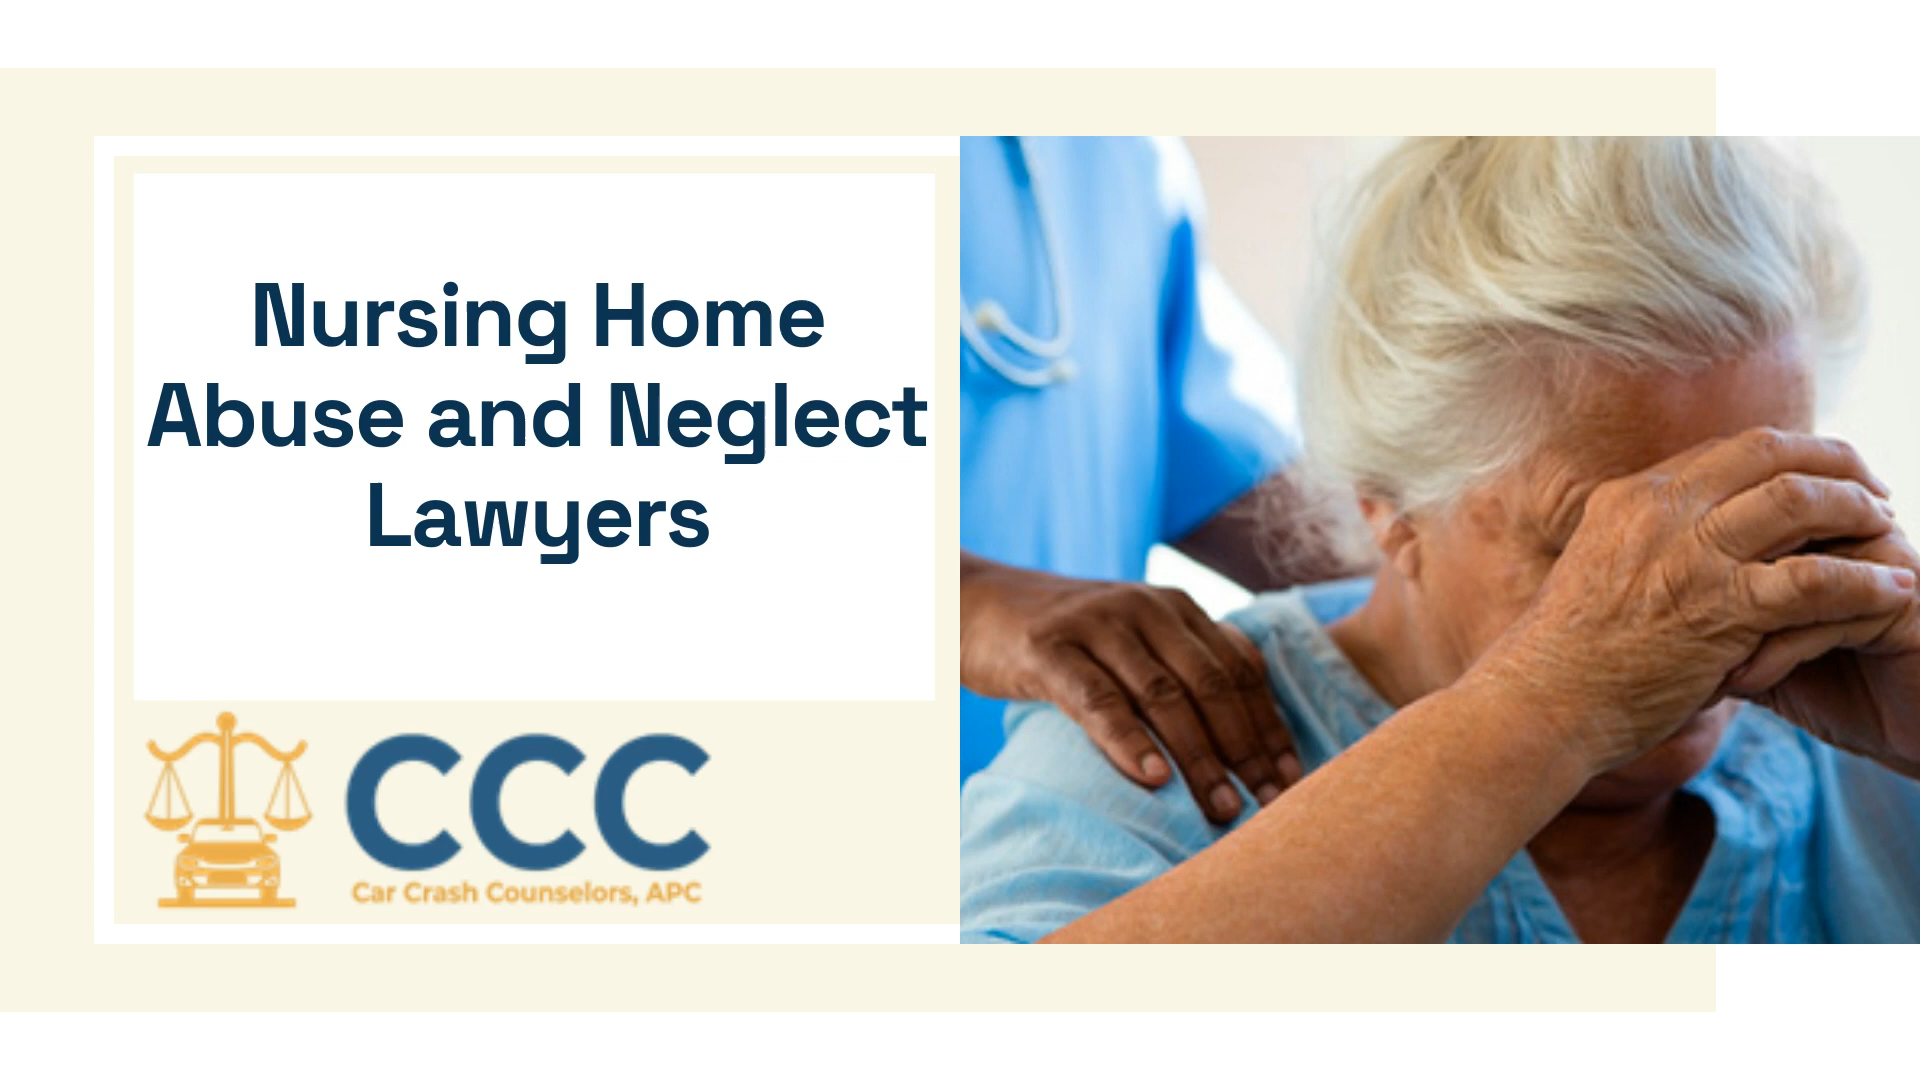 Nursing Home
Abuse and Neglect
Lawyers
CCC
Car Crash Counselors, APC